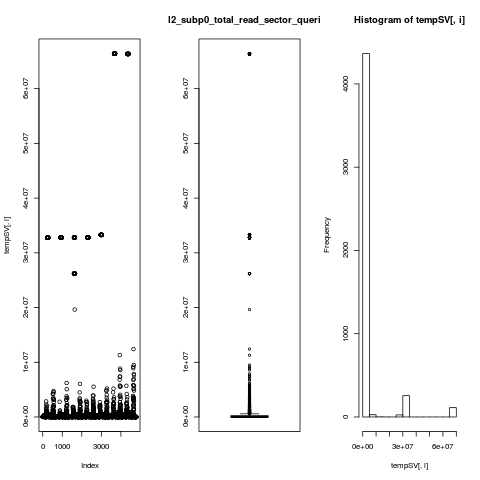 l2_subp0_total_read_sector_queri
Histogram of tempSV[, i]
tempSV[, i]
0e+00
1e+07
2e+07
3e+07
4e+07
5e+07
6e+07
0
1000
3000
Index
0e+00
1e+07
2e+07
3e+07
4e+07
5e+07
6e+07
Frequency
0
1000
2000
3000
4000
0e+00
3e+07
6e+07
tempSV[, i]